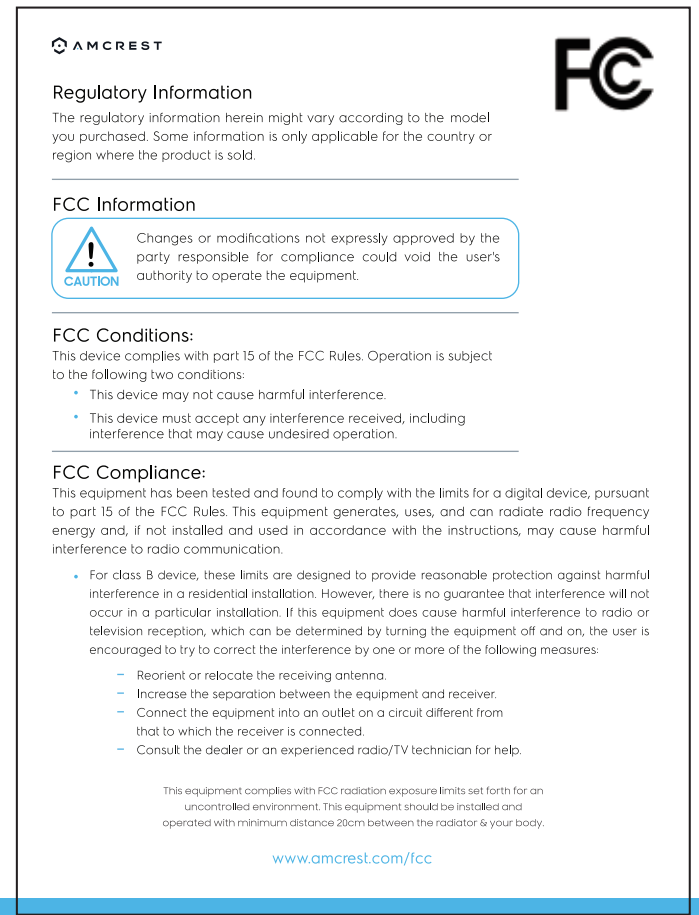 AMCREST
FC
Regulatory Information
The regulatory information herein might vary according to the model
you purchased. Some information is only applicable for the country or
region where the product is sold.
FCC Information
CAUTION
Changes or modifications not expressly approved by the
party responsible for compliance could void the user's
authority to operate the equipment.
FCC Conditions:
This device complies with part 15 of the FCC Rules. Operation is subject
to the following two conditions:
• This device may not cause harmful interference.
• This device must accept any interference received, including
interference that may cause undesired operation.
FCC Compliance:
This equipment has been tested and found to comply with the limits for a digital device, pursuant
to part 15 of the FCC Rules. This equipment generates, uses, and can radiate radio frequency
energy and, if not installed and used in accordance with the instructions, may cause harmful
interference to radio communication.
• For class B device, these limits are designed to provide reasonable protection against harmful
interference in a residential installation. However, there is no guarantee that interference will not
occur in a particular installation. If this equipment does cause harmful interference to radio or
television reception, which can be determined by turning the equipment off and on, the user is
encouraged to try to correct the interference by one or more of the following measures:
– Reorient or relocate the receiving antenna.
– Increase the separation between the equipment and receiver.
– Connect the equipment into an outlet on a circuit different from
that to which the receiver is connected.
– Consult the dealer or an experienced radio/TV technician for help.
This equipment complies with FCC radiation exposure limits set forth for an
uncontrolled environment. This equipment should be installed and
operated with minimum distance 20cm between the radiator & your body.
www.amcrest.com/fcc